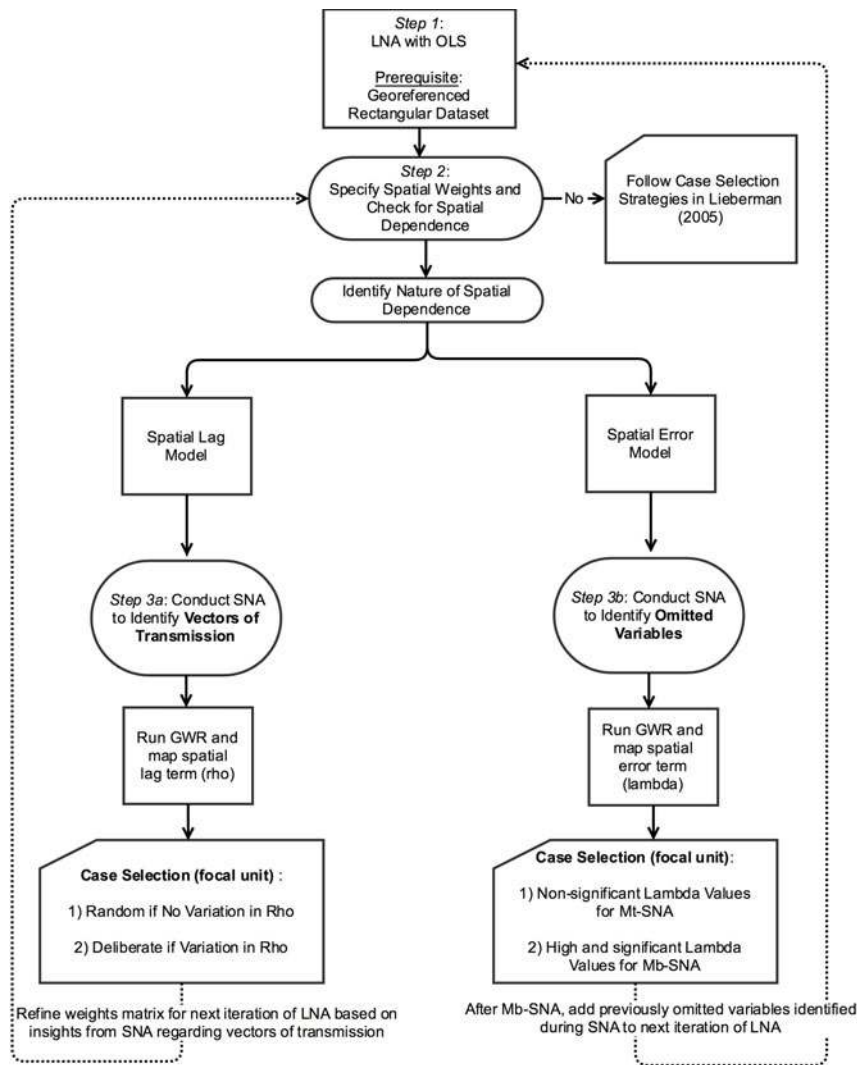 Step 1:
LNA with OLS
Prerequisite:
Georeferenced
Rectangular Dataset
Step 2:
Specify Spatial Weights and
Check for Spatial
Dependence
No
Follow Case Selection
Strategies in Lieberman
(2005)
Identify Nature of Spatial
Dependence
Spatial Lag
Model
Spatial Error
Model
Step 3a: Conduct SNA
to Identify Vectors of
Transmission
Step 3b: Conduct SNA
to Identify Omitted
Variables
Run GWR and
map spatial
lag term (rho)
Run GWR and
map spatial
error term
(lambda)
Case Selection (focal unit) :
1) Random if No Variation in Rho
2) Deliberate if Variation in Rho
Case Selection (focal unit):
1) Non-significant Lambda Values
for Mt-SNA
2) High and significant Lambda
Values for Mb-SNA
Refine weights matrix for next iteration of LNA based on
insights from SNA regarding vectors of transmission
After Mb-SNA, add previously omitted variables identified
during SNA to next iteration of LNA